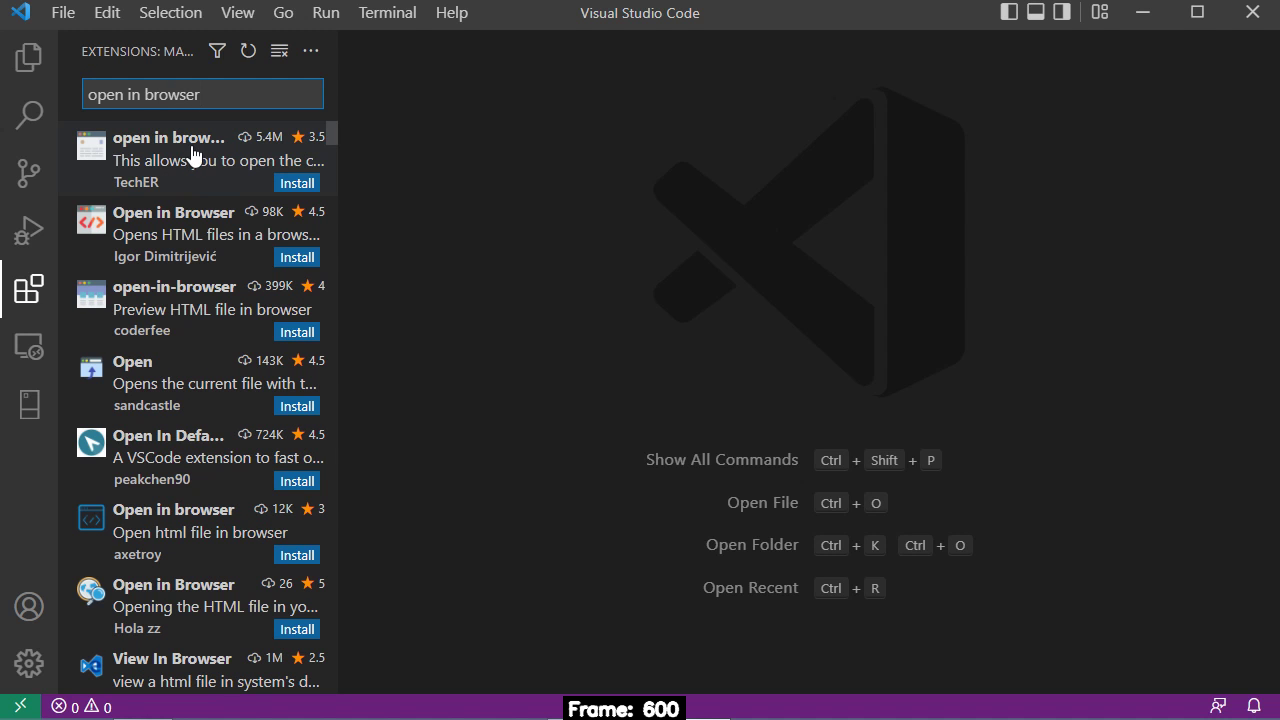 File Edit Selection View Go Run Terminal Help Visual Studio Code
EXTENSIONS: MA...
open in browser
open in brow... 5.4M 3.5
This allows you to open the c...
TechER Install
Open in Browser 98K 4.5
Opens HTML files in a brows...
Igor Dimitrijević Install
open-in-browser 399K 4
Preview HTML file in browser
coderfee Install
Open 143K 4.5
Opens the current file with t...
sandcastle Install
Open In Defa... 724K 4.5
A VSCode extension to fast o...
peakchen90 Install
Open in browser 12K 3
Open html file in browser
axetroy Install
Open in Browser 26 5
Opening the HTML file in yo...
Hola zz Install
View In Browser 1M 2.5
view a html file in system's d...
Show All Commands Ctrl + Shift + P
Open File Ctrl + O
Open Folder Ctrl + K Ctrl + O
Open Recent Ctrl + R
0 0
Frame: 600